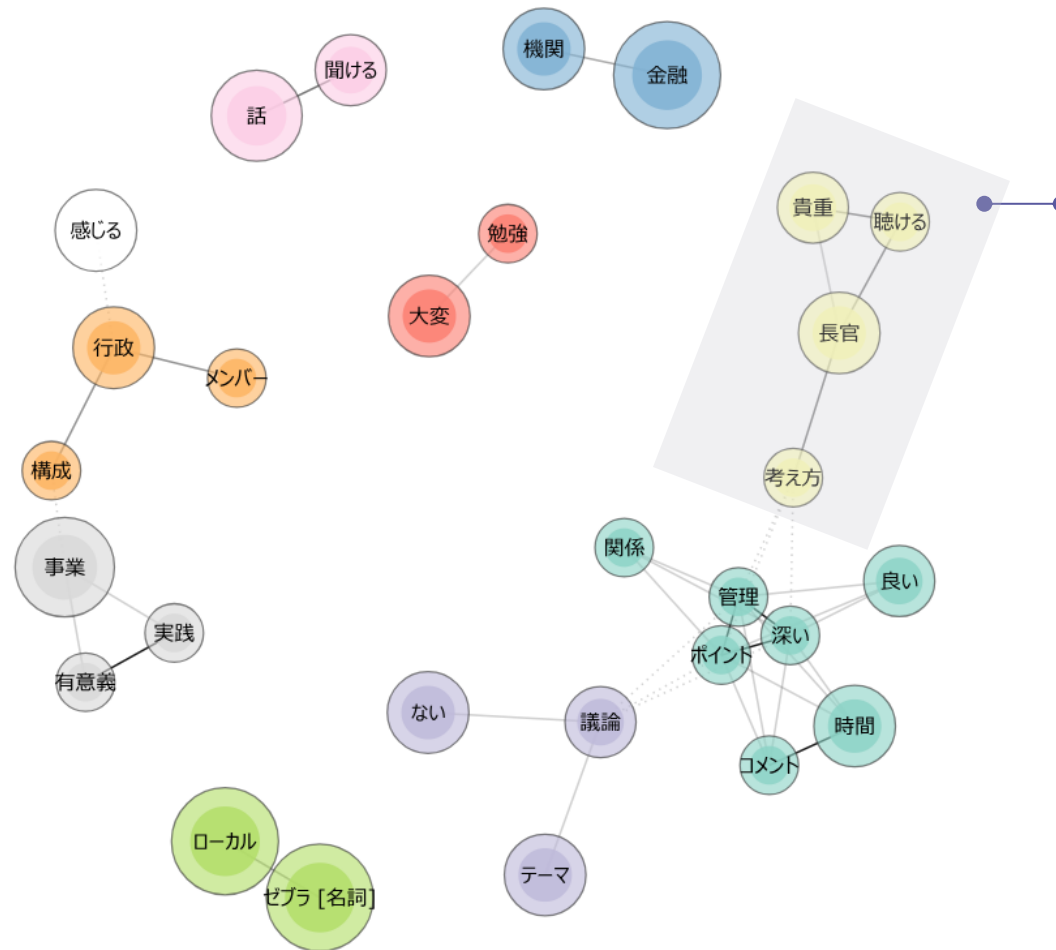 機関
金融
聞ける
話
貴重
聴ける
感じる
勉強
大変
長官
行政
メンバー
構成
考え方
関係
事業
管理
良い
実践
深い
ポイント
有意義
ない
議論
時間
コメント
ローカル
テーマ
ゼブラ [名詞]